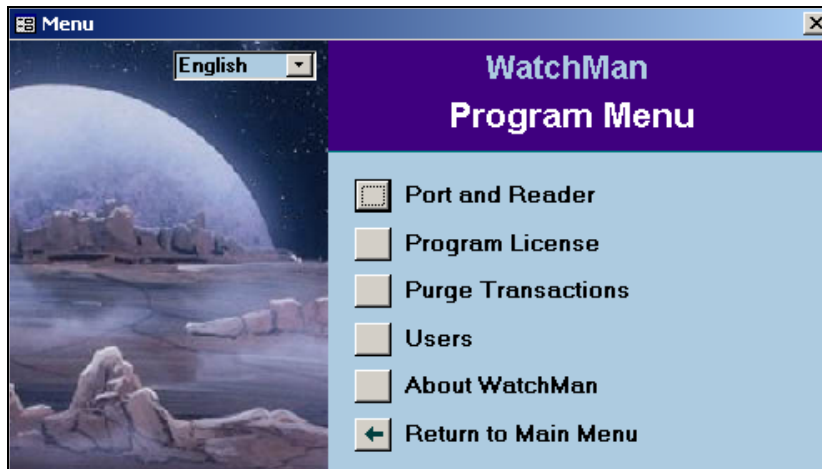 Menu
English
WatchMan
Program Menu
Port and Reader
Program License
Purge Transactions
Users
About WatchMan
Return to Main Menu